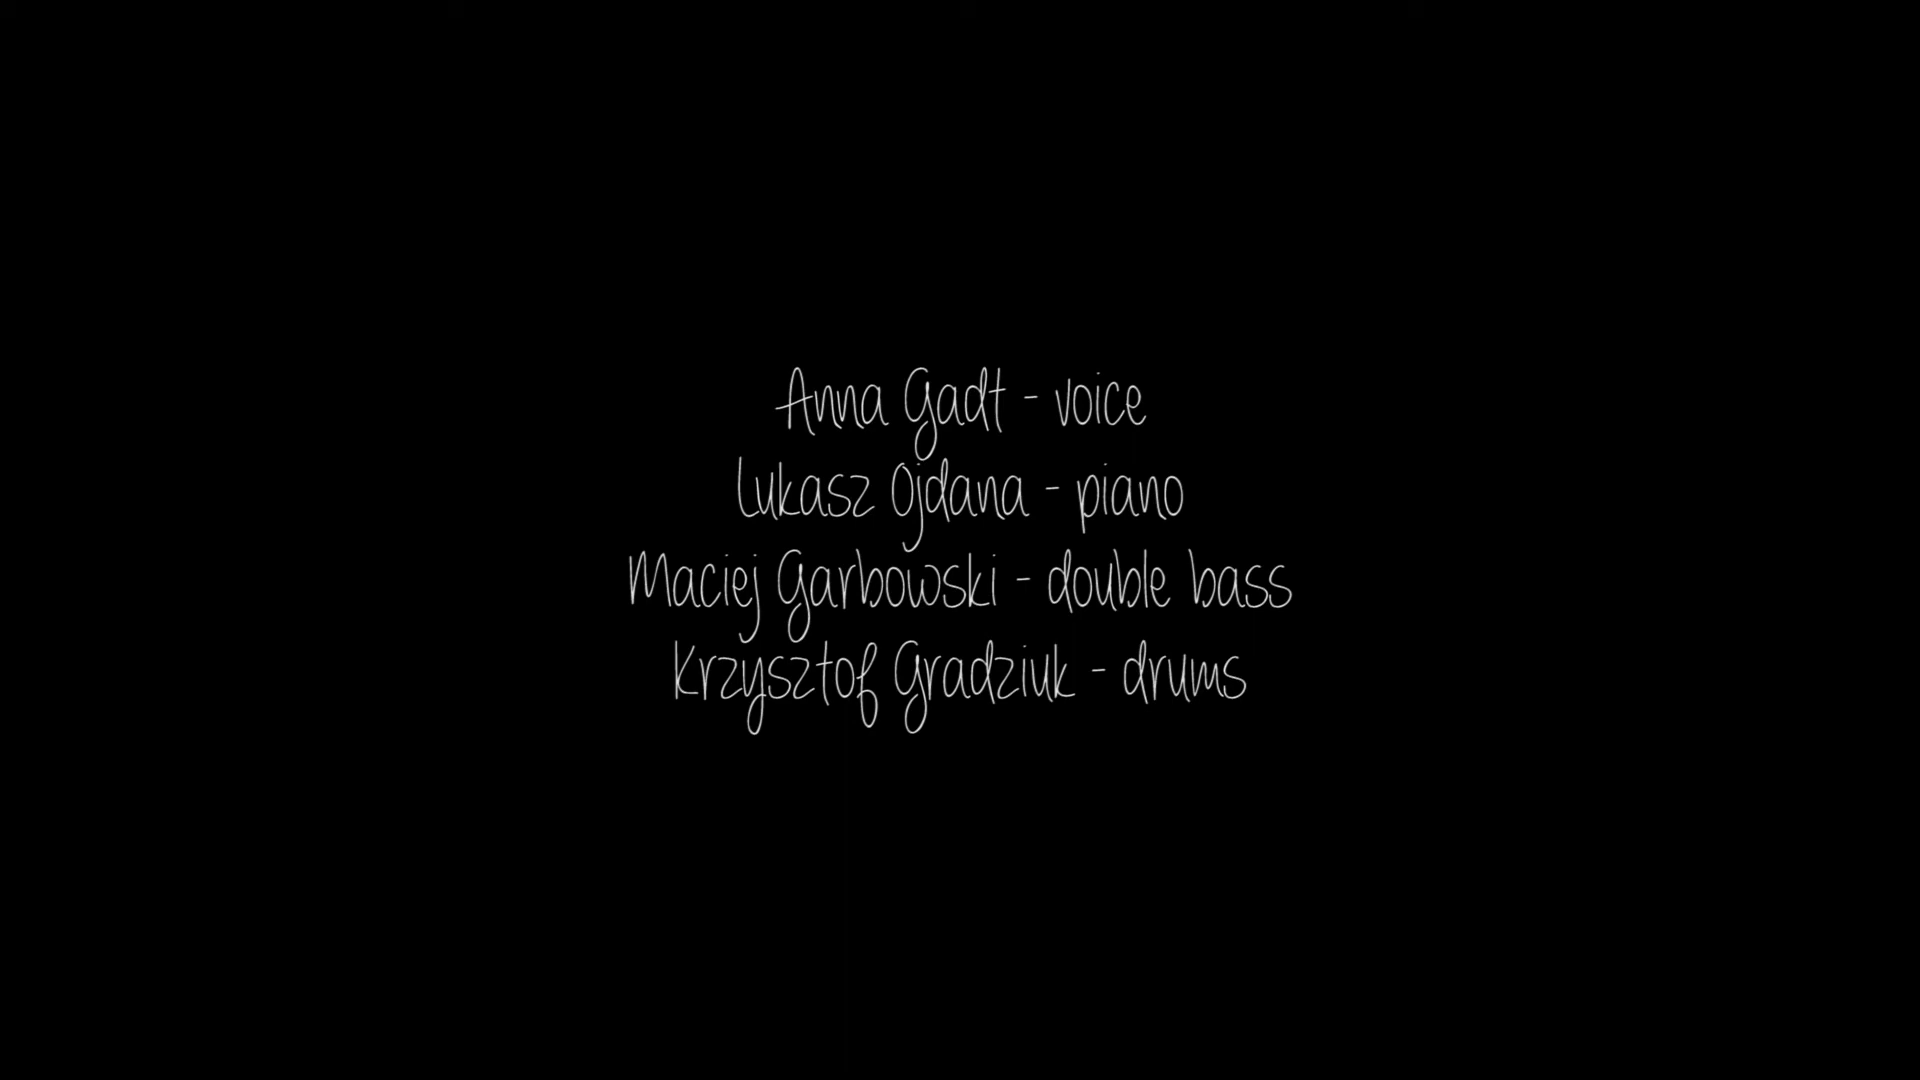 Anna Gadt - voice
Lukasz Ojdana - piano
Maciej Garbowski - double bass
Krzysztof Gradziuk - drums